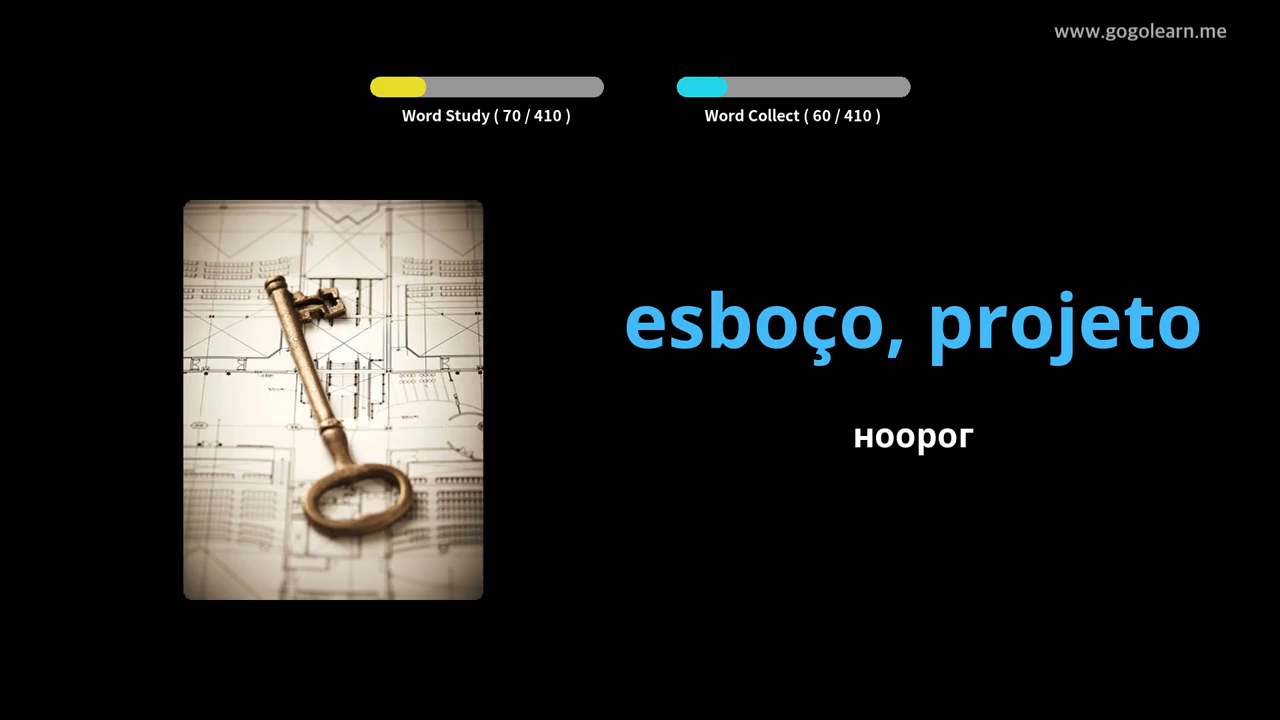 www.gogolearn.me
Word Study ( 70 / 410 )
Word Collect ( 60 / 410 )
esboço, projeto
ноорог